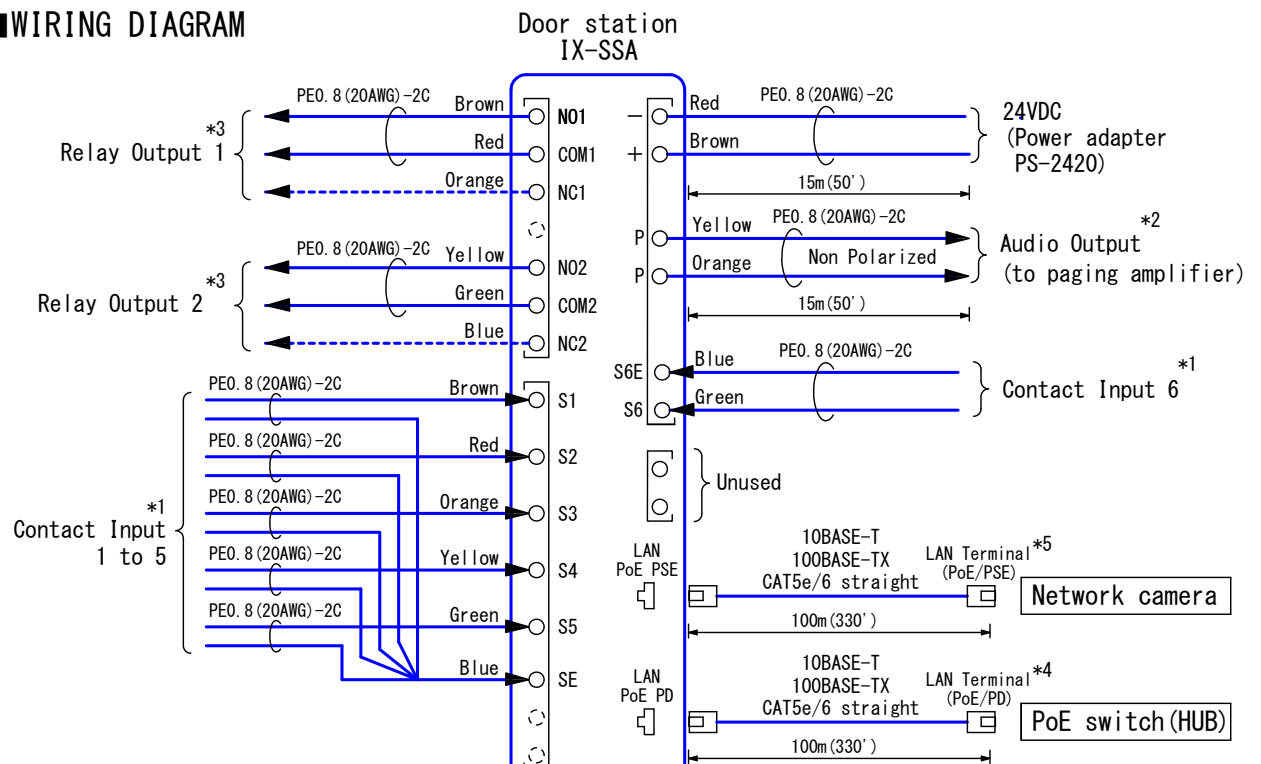 ■WIRING DIAGRAM
Door station
IX-SSA
PE0.8(20AWG)-2C
Brown
NO1
Relay Output 1 *3
Red
COM1
Orange
NC1
PE0.8(20AWG)-2C
Yellow
NO2
Relay Output 2 *3
Green
COM2
Blue
NC2
PE0.8(20AWG)-2C
Brown
S1
PE0.8(20AWG)-2C
Red
S2
*1
Contact Input
1 to 5
PE0.8(20AWG)-2C
Orange
S3
PE0.8(20AWG)-2C
Yellow
S4
PE0.8(20AWG)-2C
Green
S5
Blue
SE
−
Red
PE0.8(20AWG)-2C
+
Brown
24VDC
(Power adapter
PS-2420)
15m(50')
P
Yellow
PE0.8(20AWG)-2C
Non Polarized
P
Orange
Audio Output *2
(to paging amplifier)
15m(50')
S6E
Blue
PE0.8(20AWG)-2C
S6
Green
Contact Input 6 *1
Unused
LAN
PoE PSE
10BASE-T
100BASE-TX
CAT5e/6 straight
LAN Terminal *5
(PoE/PSE)
Network camera
100m(330')
LAN
PoE PD
10BASE-T
100BASE-TX
CAT5e/6 straight
LAN Terminal *4
(PoE/PD)
PoE switch(HUB)
100m(330')